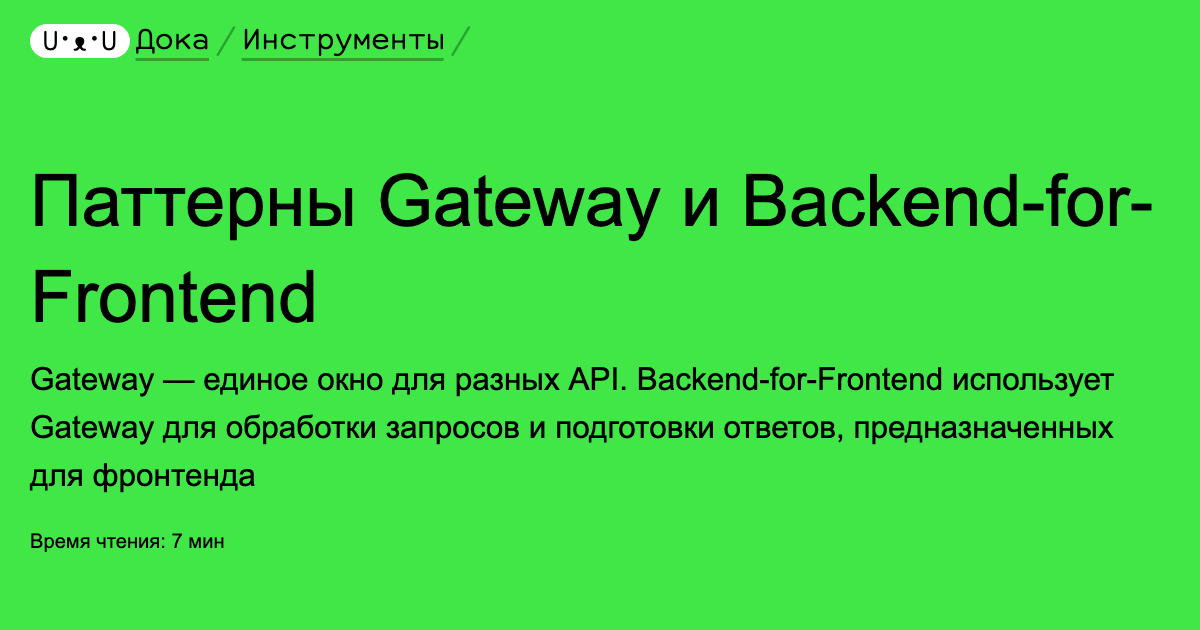 Дока / Инструменты /
Паттерны Gateway и Backend-for-
Frontend
Gateway — единое окно для разных API. Backend-for-Frontend использует
Gateway для обработки запросов и подготовки ответов, предназначенных
для фронтенда
Время чтения: 7 мин